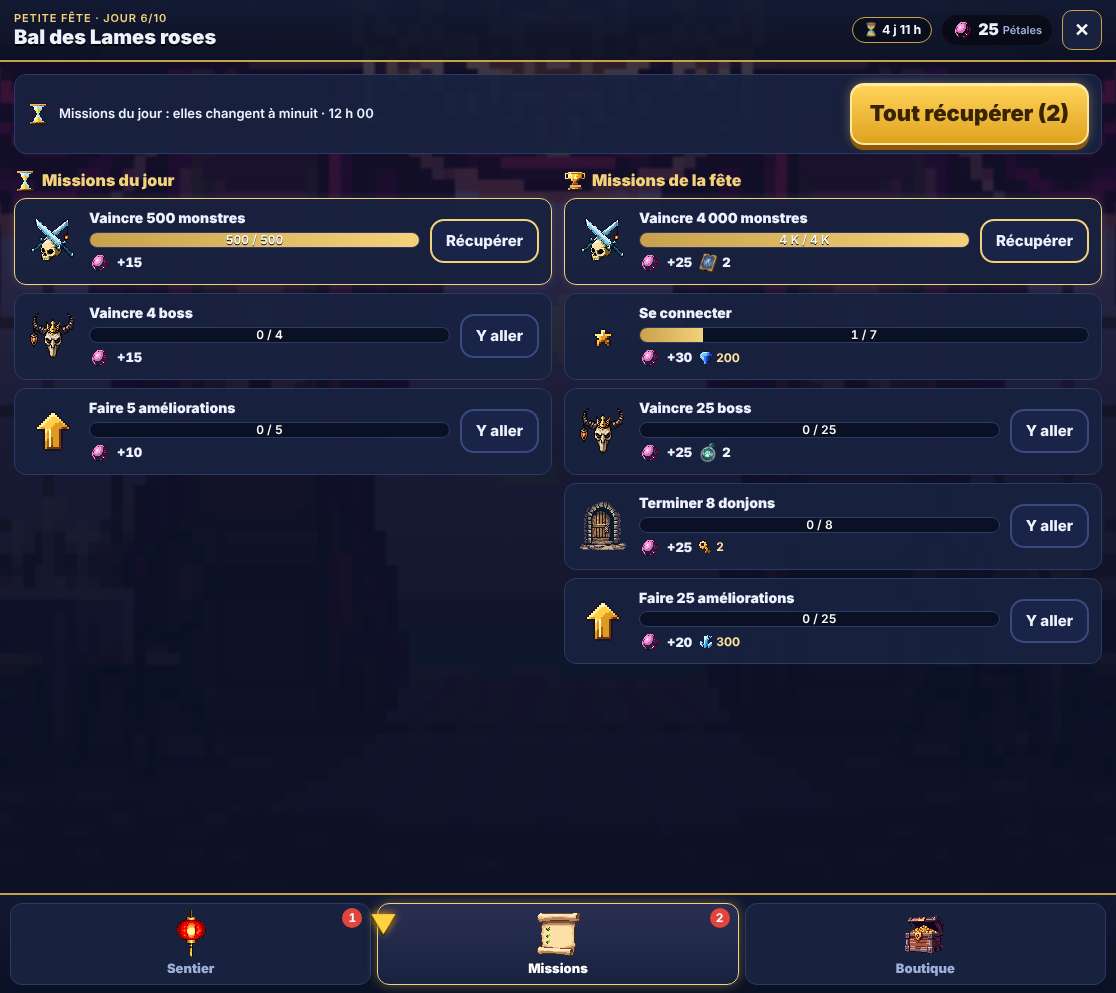 PETITE FÊTE · JOUR 6/10
Bal des Lames roses
4 j 11 h
25 Pétales
✕
Missions du jour : elles changent à minuit · 12 h 00
Tout récupérer (2)
Missions du jour
Vaincre 500 monstres
500 / 500
+15
Récupérer
Vaincre 4 boss
0 / 4
+15
Y aller
Faire 5 améliorations
0 / 5
+10
Y aller
Missions de la fête
Vaincre 4 000 monstres
4 K / 4 K
+25 2
Récupérer
Se connecter
1 / 7
+30 200
Vaincre 25 boss
0 / 25
+25 2
Y aller
Terminer 8 donjons
0 / 8
+25 2
Y aller
Faire 25 améliorations
0 / 25
+20 300
Y aller
1
Sentier
2
Missions
Boutique